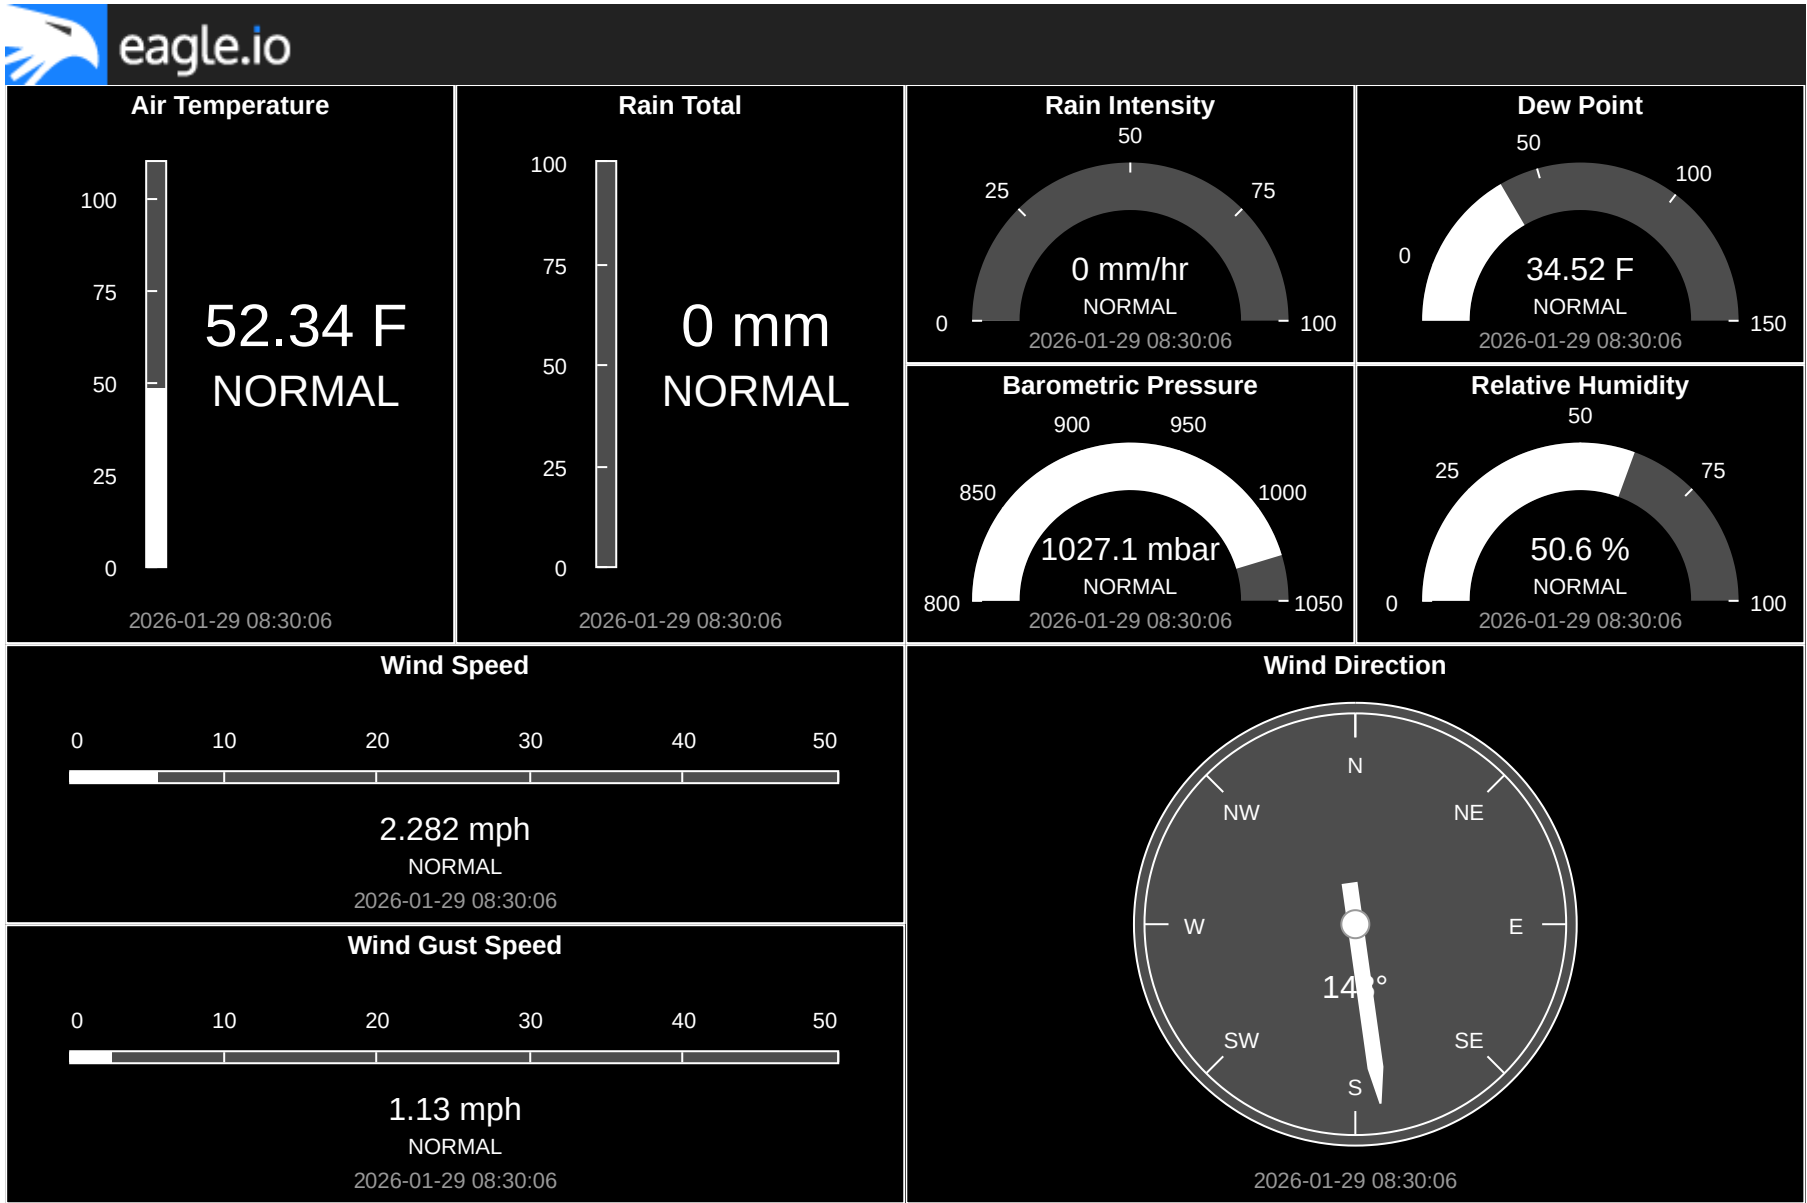 eagle.io
Air Temperature
100
75
50
25
0
52.34 F
NORMAL
2026-01-29 08:30:06
Rain Total
100
75
50
25
0
0 mm
NORMAL
2026-01-29 08:30:06
Rain Intensity
0
25
50
75
100
0 mm/hr
NORMAL
2026-01-29 08:30:06
Dew Point
0
50
100
150
34.52 F
NORMAL
2026-01-29 08:30:06
Barometric Pressure
800
850
900
950
1000
1050
1027.1 mbar
NORMAL
2026-01-29 08:30:06
Relative Humidity
0
25
50
75
100
50.6 %
NORMAL
2026-01-29 08:30:06
Wind Speed
0 10 20 30 40 50
2.282 mph
NORMAL
2026-01-29 08:30:06
Wind Gust Speed
0 10 20 30 40 50
1.13 mph
NORMAL
2026-01-29 08:30:06
Wind Direction
N
NW NE
W E
SW SE
S
2026-01-29 08:30:06